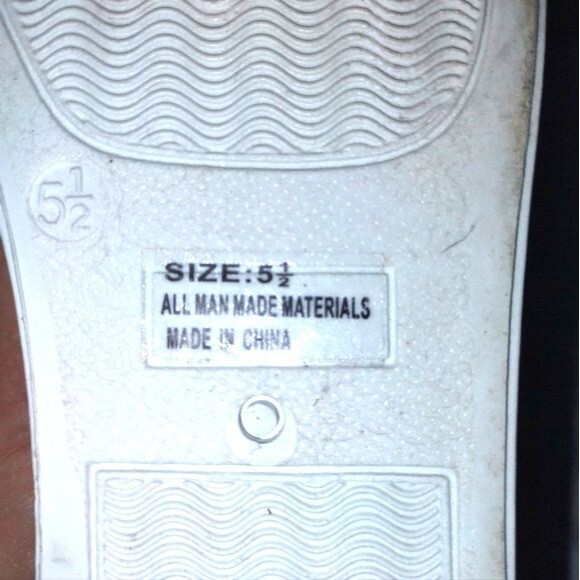 5½
SIZE:5½
ALL MAN MADE MATERIALS
MADE IN CHINA